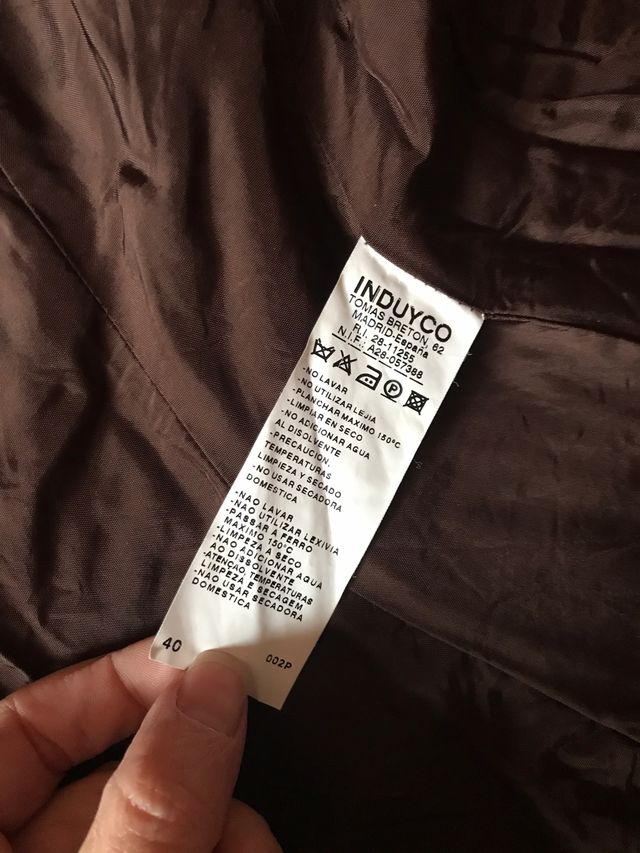 INDUYCO
TOMAS BRETON, 62
MADRID-España
R.I. 28-11255
N.I.F.: A28-057388
P
-NO LAVAR
-NO UTILIZAR LEJIA
-PLANCHAR MAXIMO 150°C
-LIMPIAR EN SECO
-NO ADICIONAR AGUA
AL DISOLVENTE
-PRECAUCION,
TEMPERATURAS
LIMPIEZA Y SECADO
-NO USAR SECADORA
DOMESTICA
-NAO LAVAR
-NAO UTILIZAR LEXIVIA
-PASSAR A FERRO
MAXIMO 150°C
-LIMPEZA A SECO
-NAO ADICIONAR AGUA
AO DISSOLVENTE
-ATENÇAO, TEMPERATURAS
LIMPEZA E SECAGEM
-NAO USAR SECADORA
DOMESTICA
40 002P